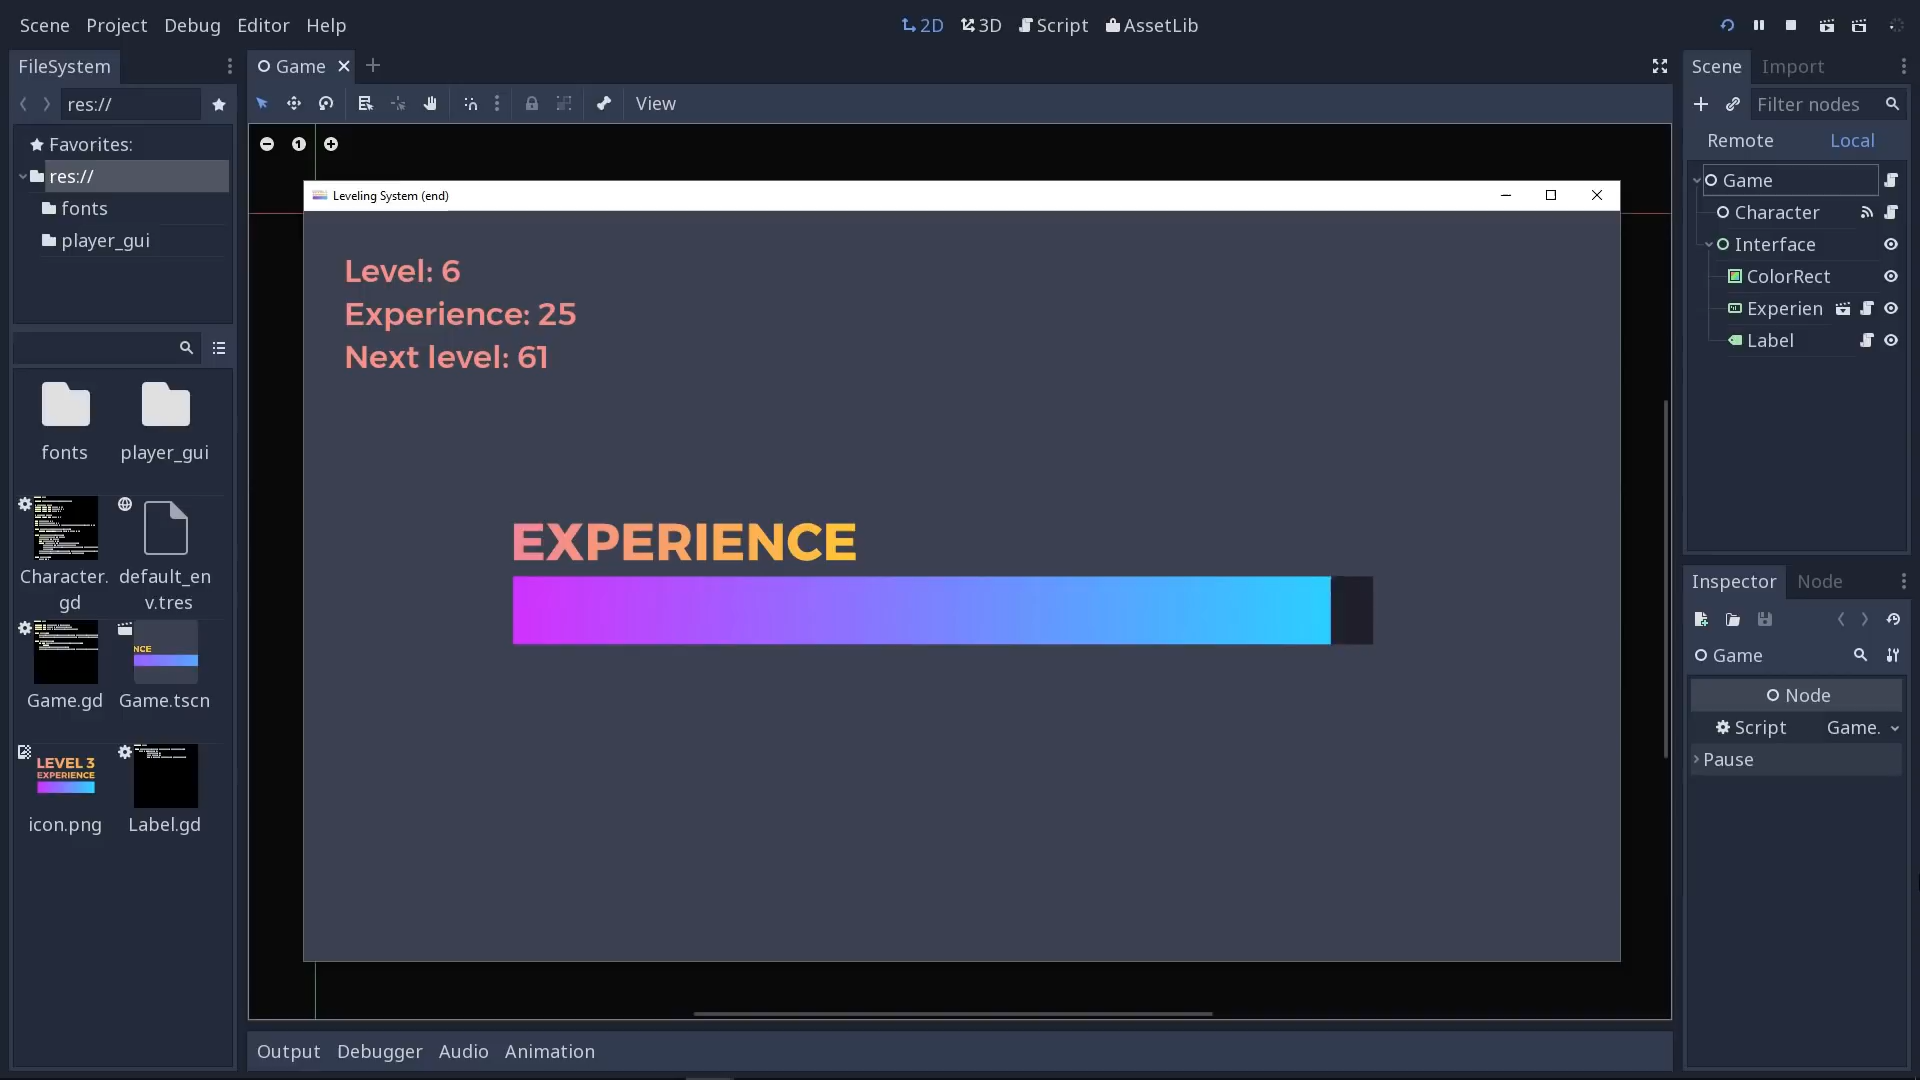 Scene Project Debug Editor Help
2D 3D Script AssetLib
FileSystem
res://
Favorites:
res://
fonts
player_gui
fonts
player_gui
Character.
gd
default_en
v.tres
Game.gd
Game.tscn
NCE
LEVEL 3
EXPERIENCE
icon.png
Label.gd
Game
View
1
Leveling System (end)
Level: 6
Experience: 25
Next level: 61
EXPERIENCE
Output Debugger Audio Animation
Scene Import
Filter nodes
Remote Local
Game
Character
Interface
ColorRect
Experien
Label
Inspector Node
Game
Node
Script Game.
Pause